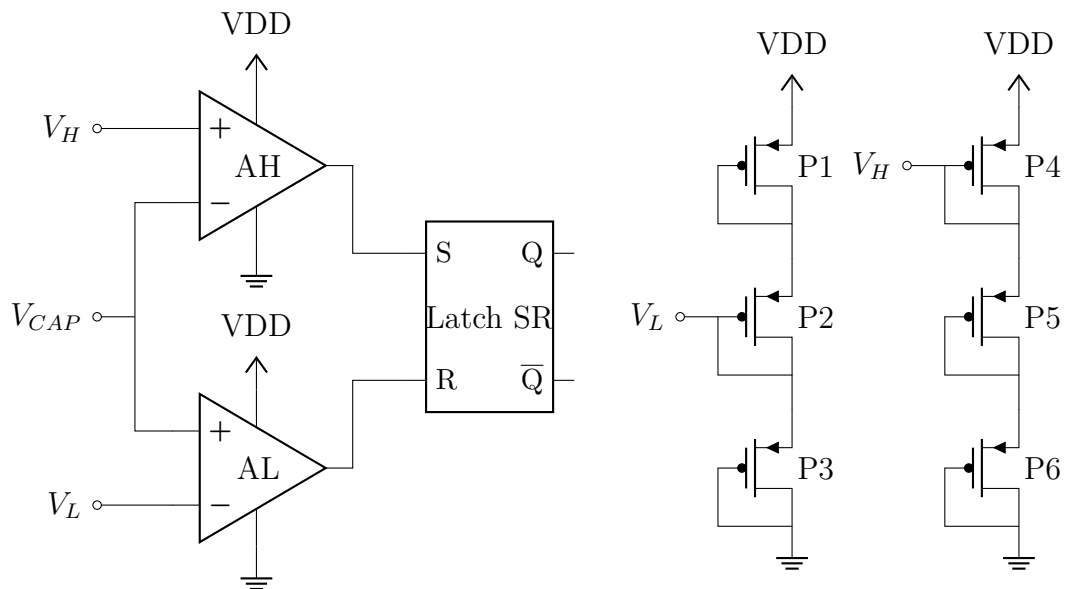 VDD
V_H
+
AH
−
V_CAP
VDD
+
AL
−
V_L
S
Q
Latch SR
R
Q̅
VDD
P1
V_L
P2
P3
VDD
V_H
P4
P5
P6